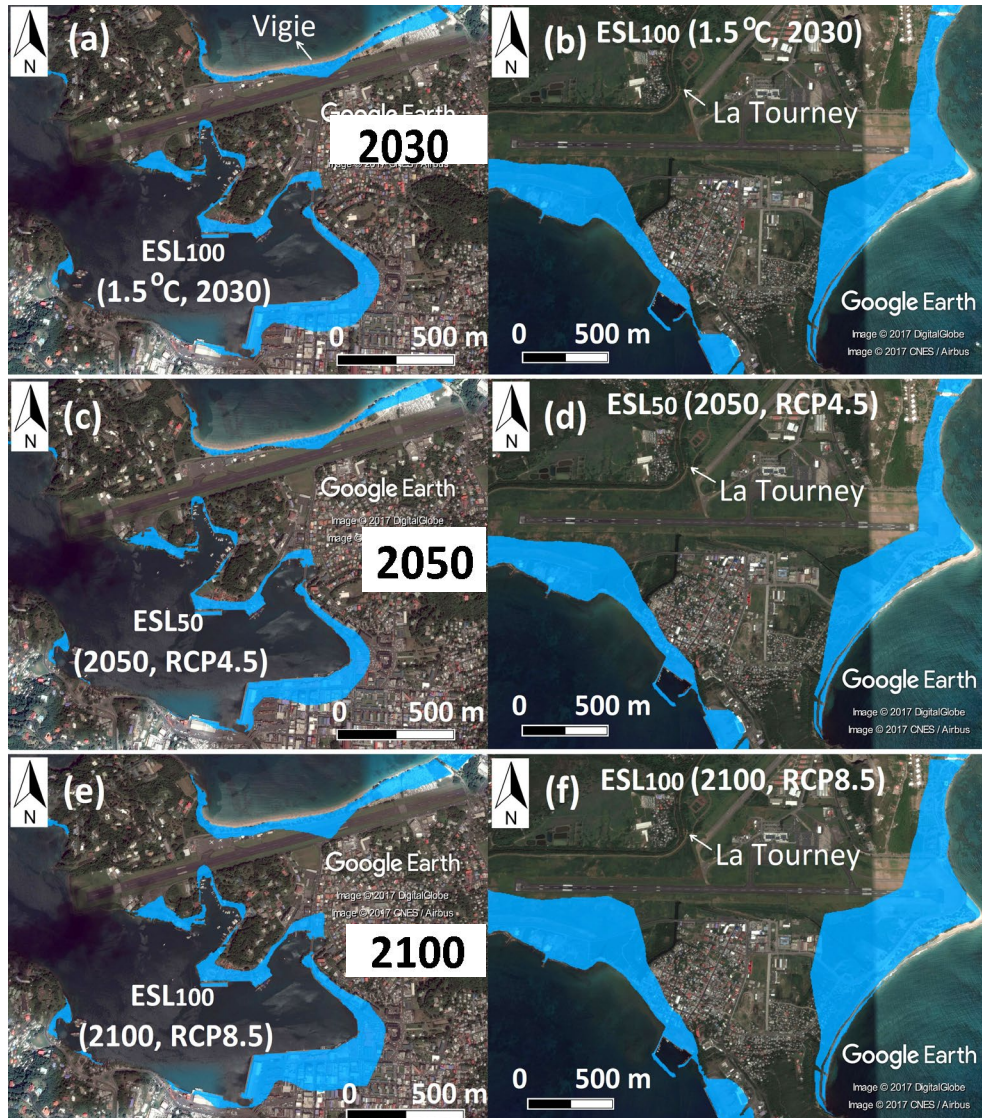 (a)
Vigie
N
Google Earth
2030
Image © 2017 CNES / Airbus
ESL100
(1.5 °C, 2030)
0 500 m
(b)
ESL100 (1.5 °C, 2030)
N
La Tourney
Google Earth
Image © 2017 DigitalGlobe
Image © 2017 CNES / Airbus
0 500 m
(c)
N
Google Earth
Image © 2017 DigitalGlobe
2050
ESL50
(2050, RCP4.5)
0 500 m
(d)
ESL50 (2050, RCP4.5)
N
La Tourney
Google Earth
Image © 2017 DigitalGlobe
Image © 2017 CNES / Airbus
0 500 m
(e)
N
Google Earth
Image © 2017 DigitalGlobe
Image © 2017 CNES / Airbus
2100
ESL100
(2100, RCP8.5)
0 500 m
(f)
ESL100 (2100, RCP8.5)
N
La Tourney
Google Earth
Image © 2017 DigitalGlobe
Image © 2017 CNES / Airbus
0 500 m